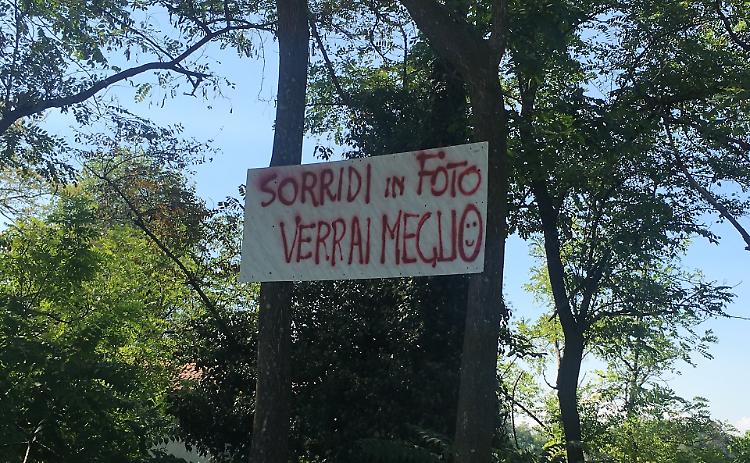 SORRIDI IN FOTO
VERRAI MEGLIO